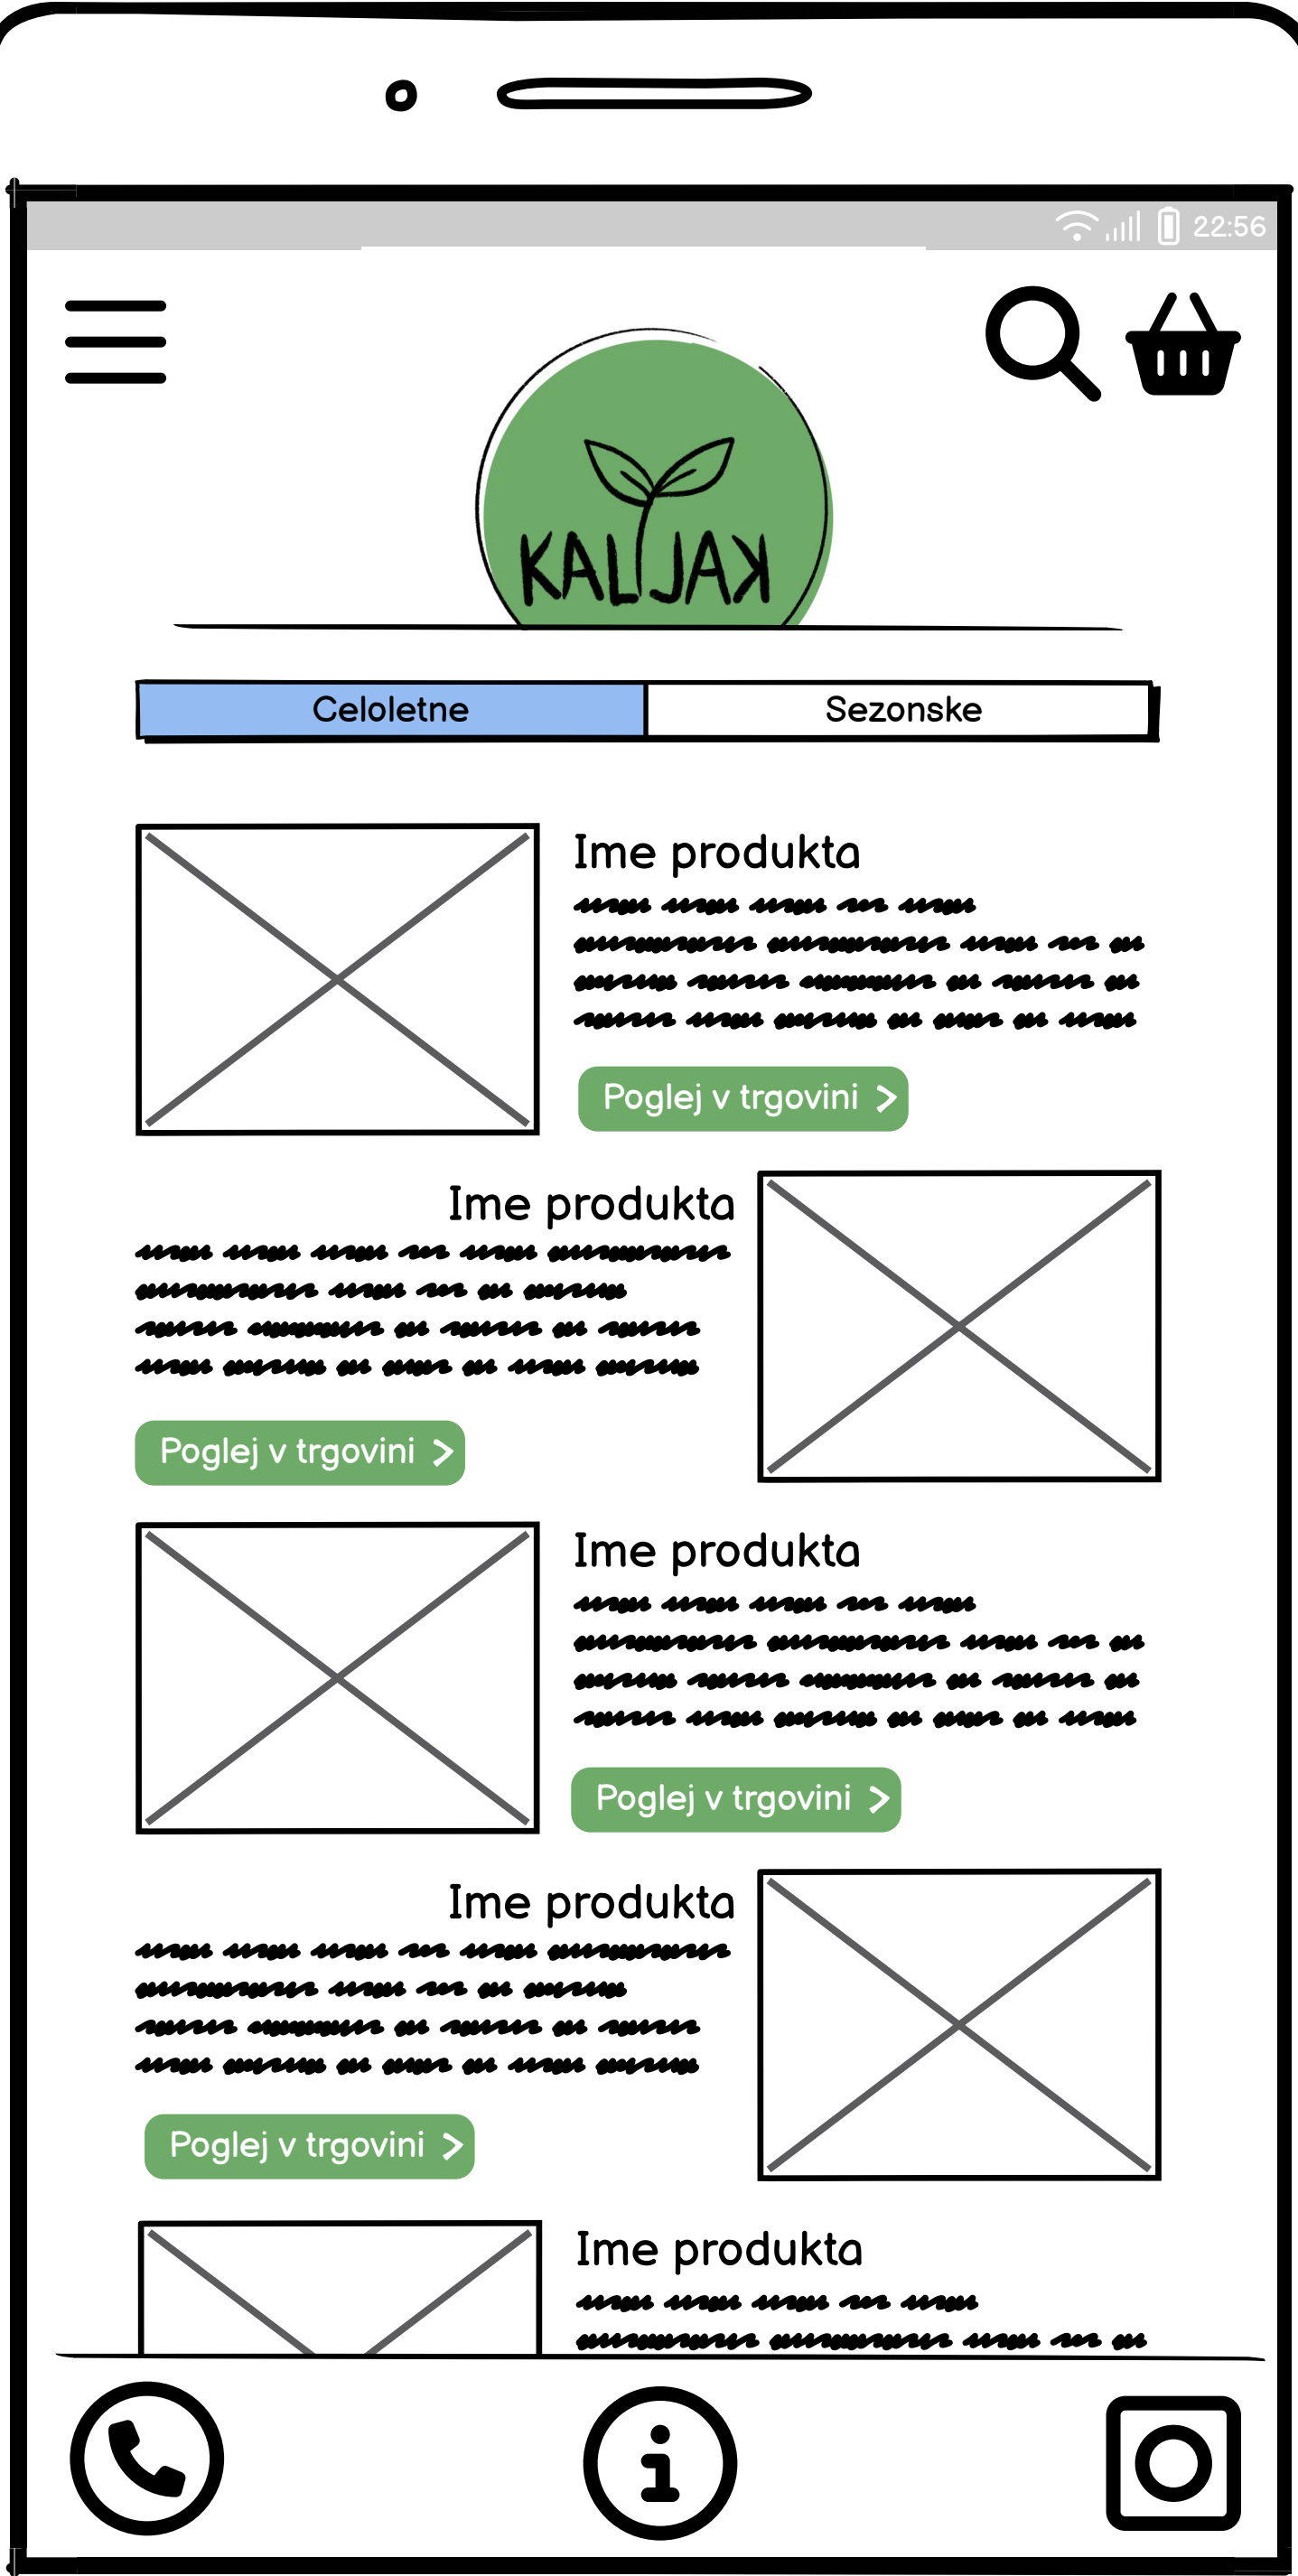 22:56
KALIJAK
Celoletne Sezonske
Ime produkta
Poglej v trgovini >
Ime produkta
Poglej v trgovini >
Ime produkta
Poglej v trgovini >
Ime produkta
Poglej v trgovini >
Ime produkta